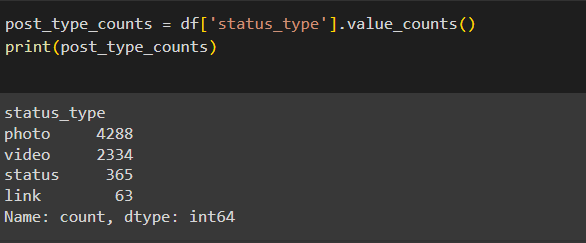 post_type_counts = df['status_type'].value_counts()
print(post_type_counts)
status_type
photo     4288
video     2334
status     365
link        63
Name: count, dtype: int64